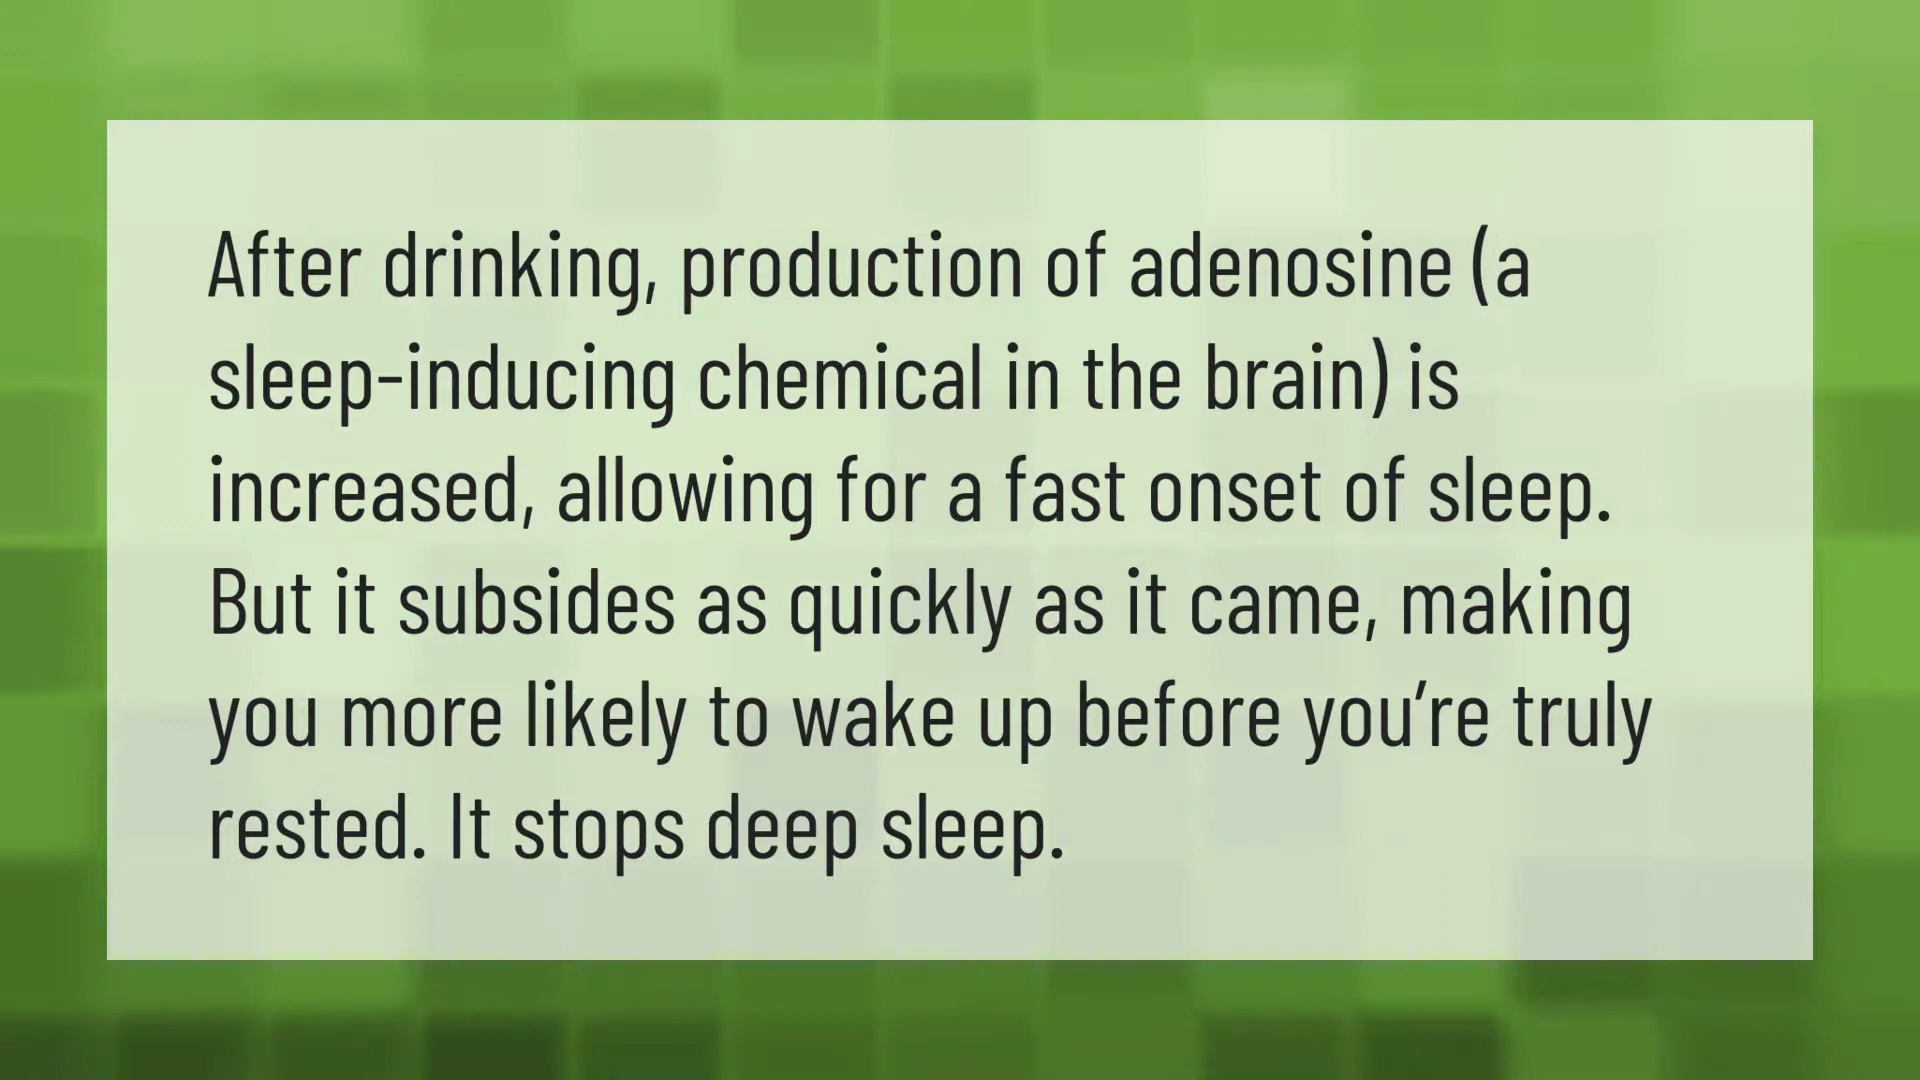 After drinking, production of adenosine (a
sleep-inducing chemical in the brain) is
increased, allowing for a fast onset of sleep.
But it subsides as quickly as it came, making
you more likely to wake up before you’re truly
rested. It stops deep sleep.